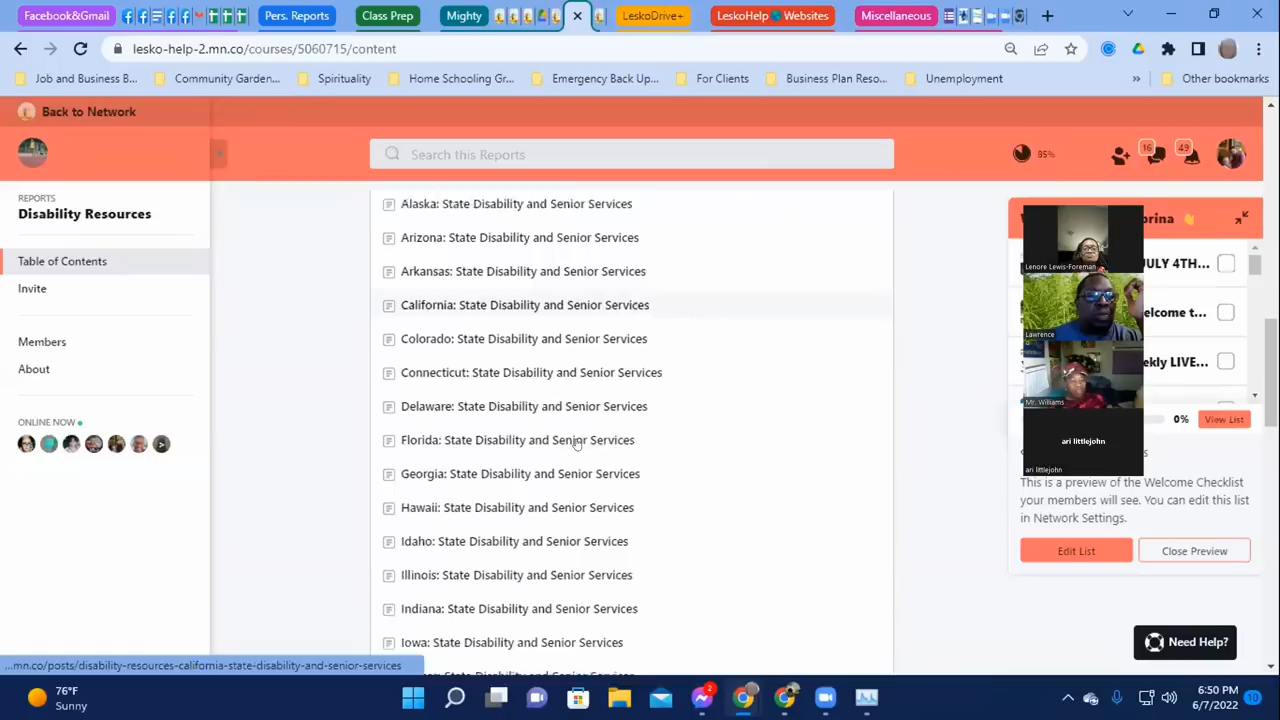 Facebook&Gmail
Pers. Reports
Class Prep
Mighty
LeskoDrive+
LeskoHelp Websites
Miscellaneous
lesko-help-2.mn.co/courses/5060715/content
Job and Business B...
Community Garden...
Spirituality
Home Schooling Gr...
Emergency Back Up...
For Clients
Business Plan Reso...
Unemployment
Other bookmarks
Back to Network
Search this Reports
85%
16
49
REPORTS
Disability Resources
Table of Contents
Invite
Members
About
ONLINE NOW
Alaska: State Disability and Senior Services
Arizona: State Disability and Senior Services
Arkansas: State Disability and Senior Services
California: State Disability and Senior Services
Colorado: State Disability and Senior Services
Connecticut: State Disability and Senior Services
Delaware: State Disability and Senior Services
Florida: State Disability and Senior Services
Georgia: State Disability and Senior Services
Hawaii: State Disability and Senior Services
Idaho: State Disability and Senior Services
Illinois: State Disability and Senior Services
Indiana: State Disability and Senior Services
Iowa: State Disability and Senior Services
Lenore Lewis-Foreman
JULY 4TH...
Lawrence
Mr. Williams
ari littlejohn
ari littlejohn
0%
View List
This is a preview of the Welcome Checklist
your members will see. You can edit this list
in Network Settings.
Edit List
Close Preview
Need Help?
...mn.co/posts/disability-resources-california-state-disability-and-senior-services
76°F
Sunny
2
6:50 PM
6/7/2022
10